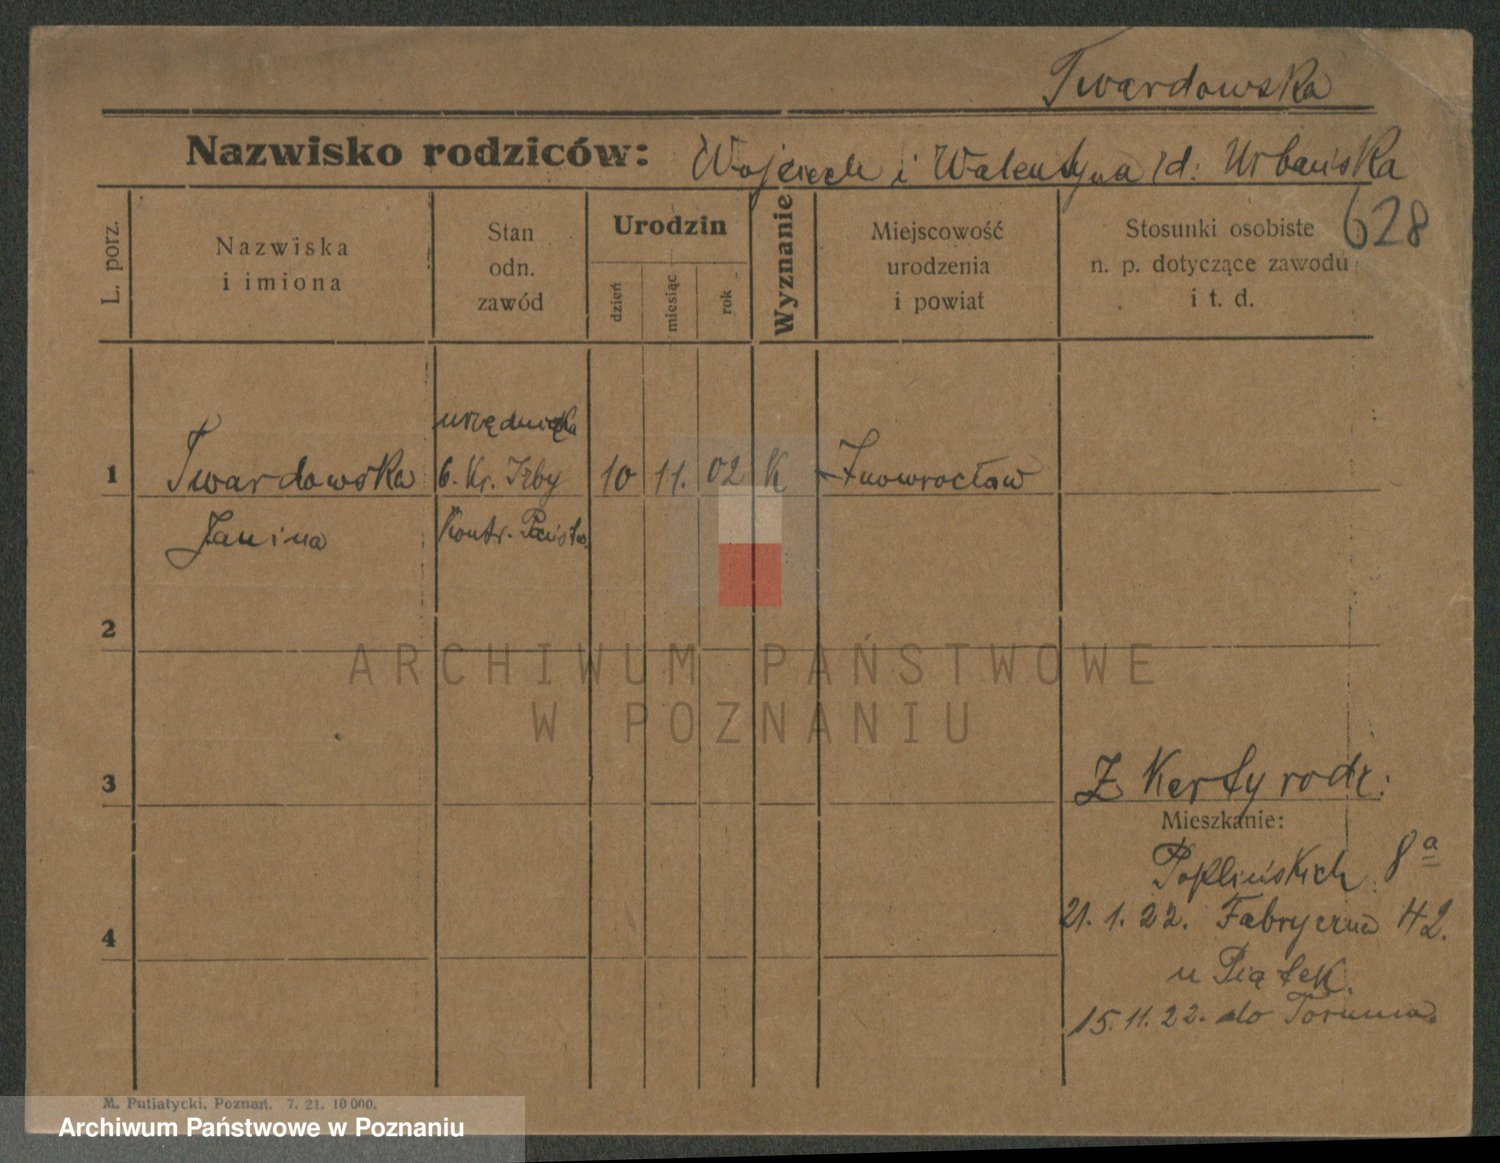 Twardowska
Nazwisko rodziców: Wojciech i Walentyna /d: Urbańska
628
L. porz.
Nazwiska
i imiona
Stan
odn.
zawód
Urodzin
dzień
miesiąc
rok
Wyznanie
Miejscowość
urodzenia
i powiat
Stosunki osobiste
n. p. dotyczące zawodu
i t. d.
1
Twardowska
Janina
urzędniczka
6. Kr. Izby
Kontr. Państw.
10
11.
02
K
Inowrocław
2
ARCHIWUM PAŃSTWOWE
W POZNANIU
3
Z Karty rodz:
Mieszkanie:
Poplińskich 8a
4
21. 1. 22. Fabryczna 42.
u Piątek.
15. 11. 22. do Torunia.
M. Putiatycki, Poznań. 7. 21. 10 000.
Archiwum Państwowe w Poznaniu